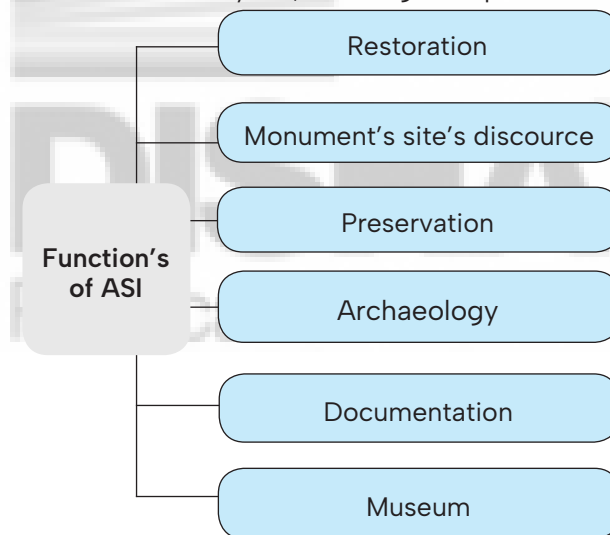 Restoration
Monument's site's discource
Preservation
Function's
of ASI
Archaeology
Documentation
Museum